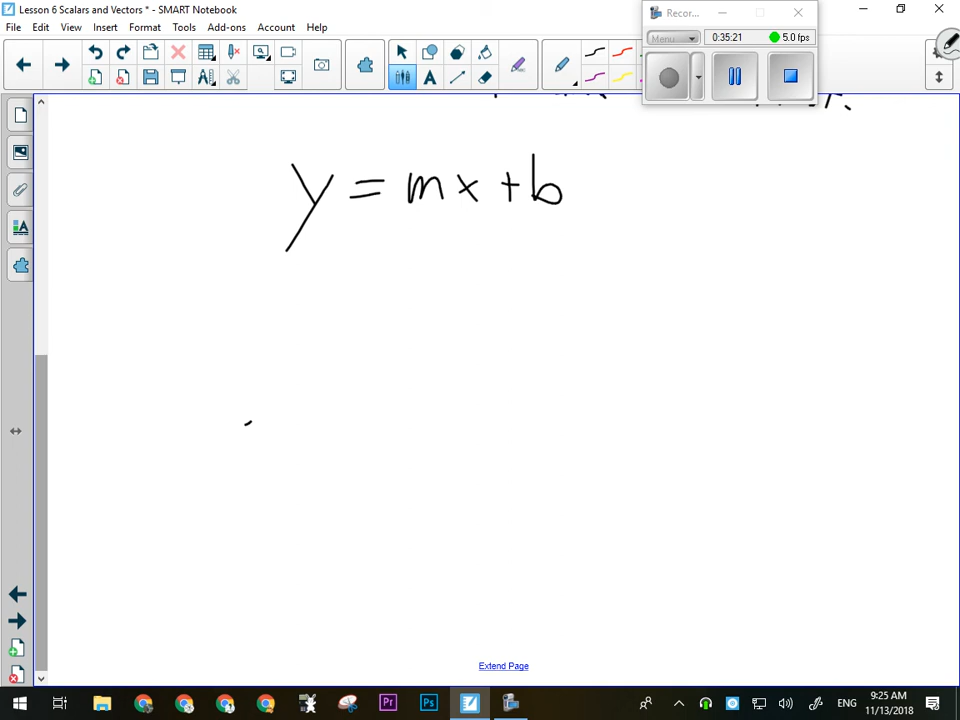 Lesson 6 Scalars and Vectors * - SMART Notebook
Recor...
File Edit View Insert Format Tools Add-ons Account Help
Menu
0:35:21
5.0 fps
y = mx + b
Extend Page
ENG
9:25 AM
11/13/2018